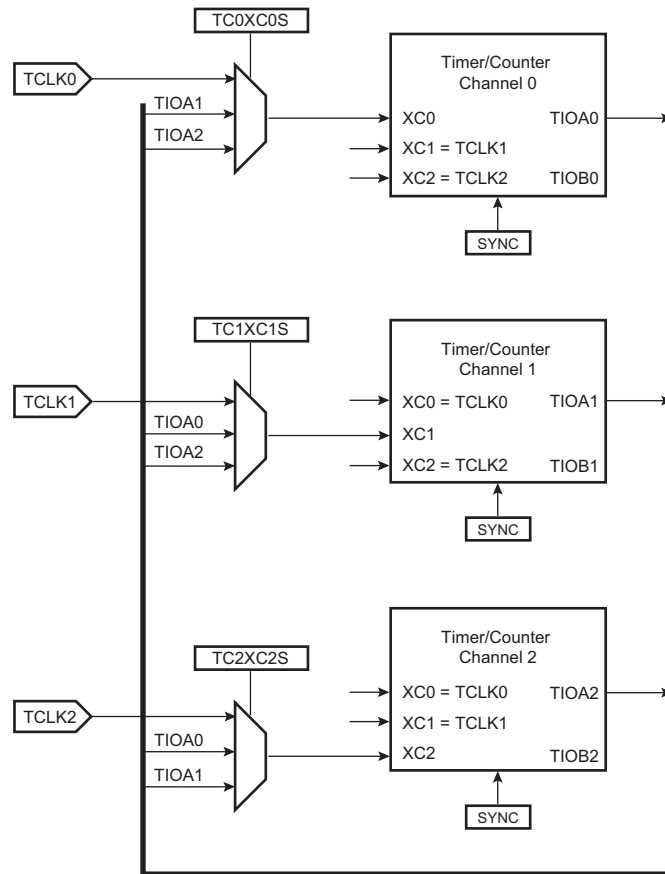 TC0XC0S
TCLK0
TIOA1
TIOA2
Timer/Counter
Channel 0
XC0
TIOA0
XC1 = TCLK1
XC2 = TCLK2
TIOB0
SYNC
TC1XC1S
TCLK1
TIOA0
TIOA2
Timer/Counter
Channel 1
XC0 = TCLK0
TIOA1
XC1
XC2 = TCLK2
TIOB1
SYNC
TC2XC2S
TCLK2
TIOA0
TIOA1
Timer/Counter
Channel 2
XC0 = TCLK0
TIOA2
XC1 = TCLK1
XC2
TIOB2
SYNC